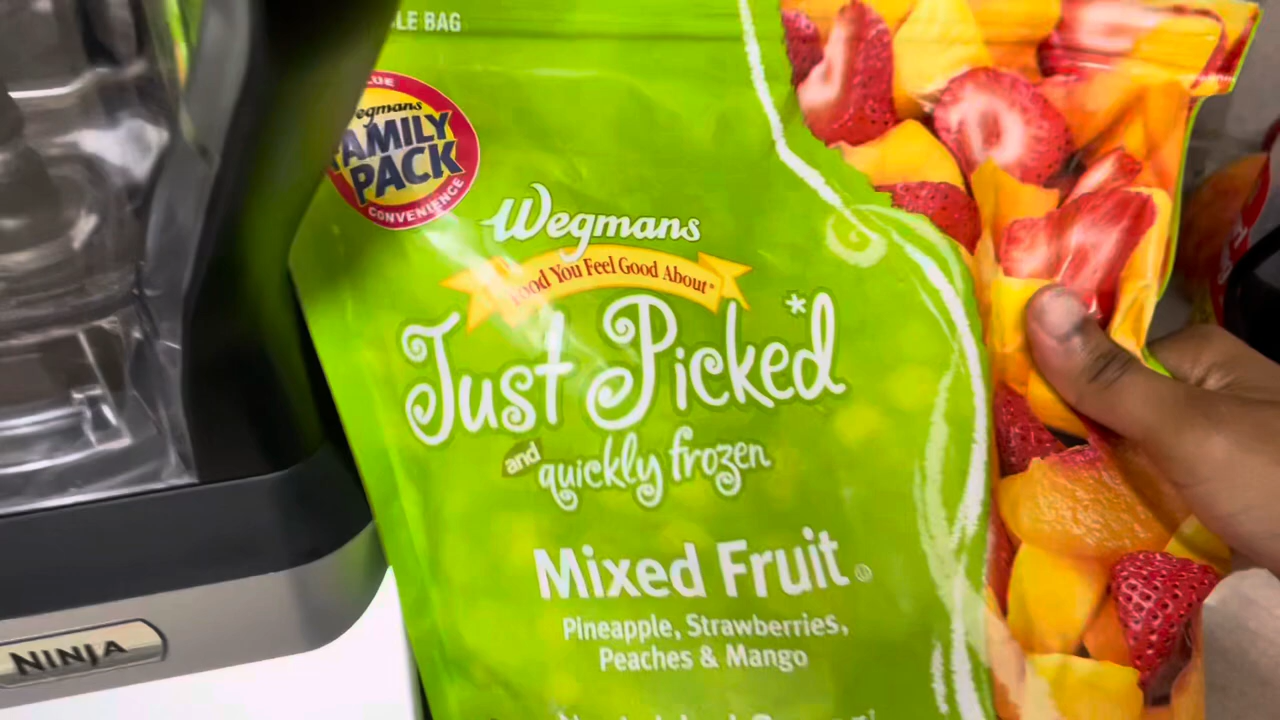 LE BAG
egmans
FAMILY
PACK
CONVENIENCE
Wegmans
Food You Feel Good About
Just Picked*
and quickly frozen
Mixed Fruit
Pineapple, Strawberries,
Peaches & Mango
NINJA